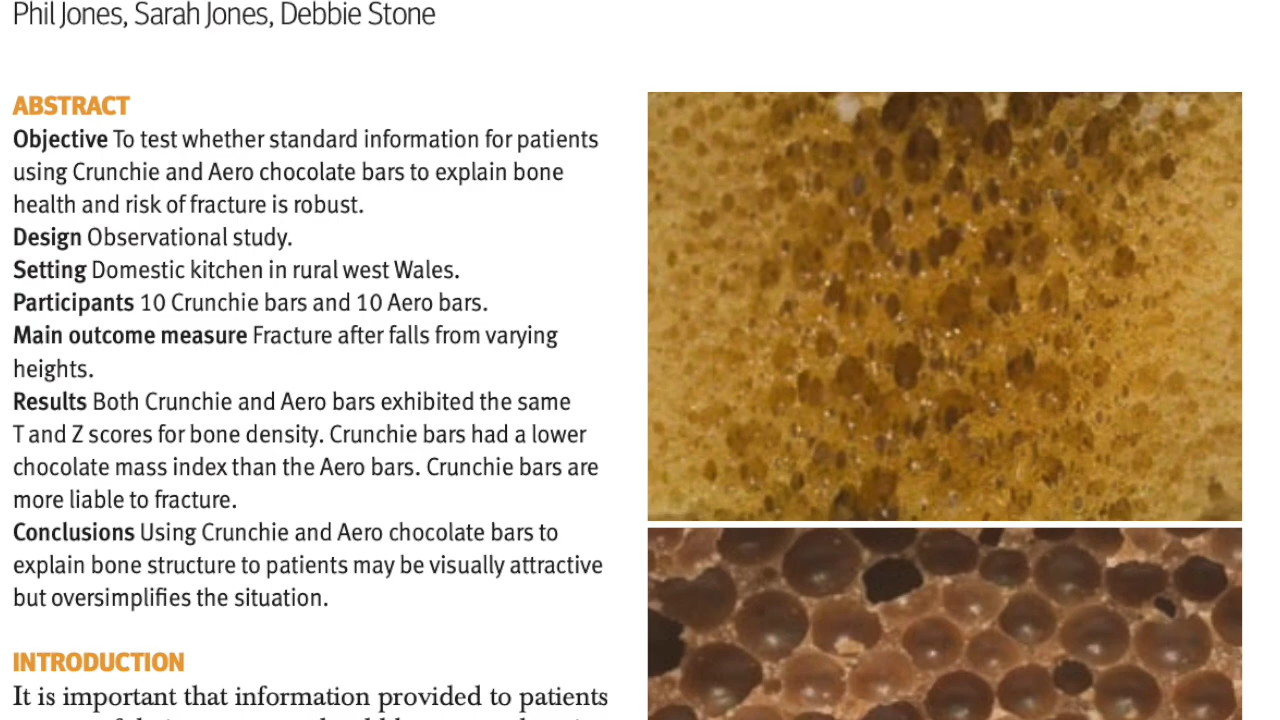 Phil Jones, Sarah Jones, Debbie Stone
ABSTRACT
Objective To test whether standard information for patients
using Crunchie and Aero chocolate bars to explain bone
health and risk of fracture is robust.
Design Observational study.
Setting Domestic kitchen in rural west Wales.
Participants 10 Crunchie bars and 10 Aero bars.
Main outcome measure Fracture after falls from varying
heights.
Results Both Crunchie and Aero bars exhibited the same
T and Z scores for bone density. Crunchie bars had a lower
chocolate mass index than the Aero bars. Crunchie bars are
more liable to fracture.
Conclusions Using Crunchie and Aero chocolate bars to
explain bone structure to patients may be visually attractive
but oversimplifies the situation.
INTRODUCTION
It is important that information provided to patients